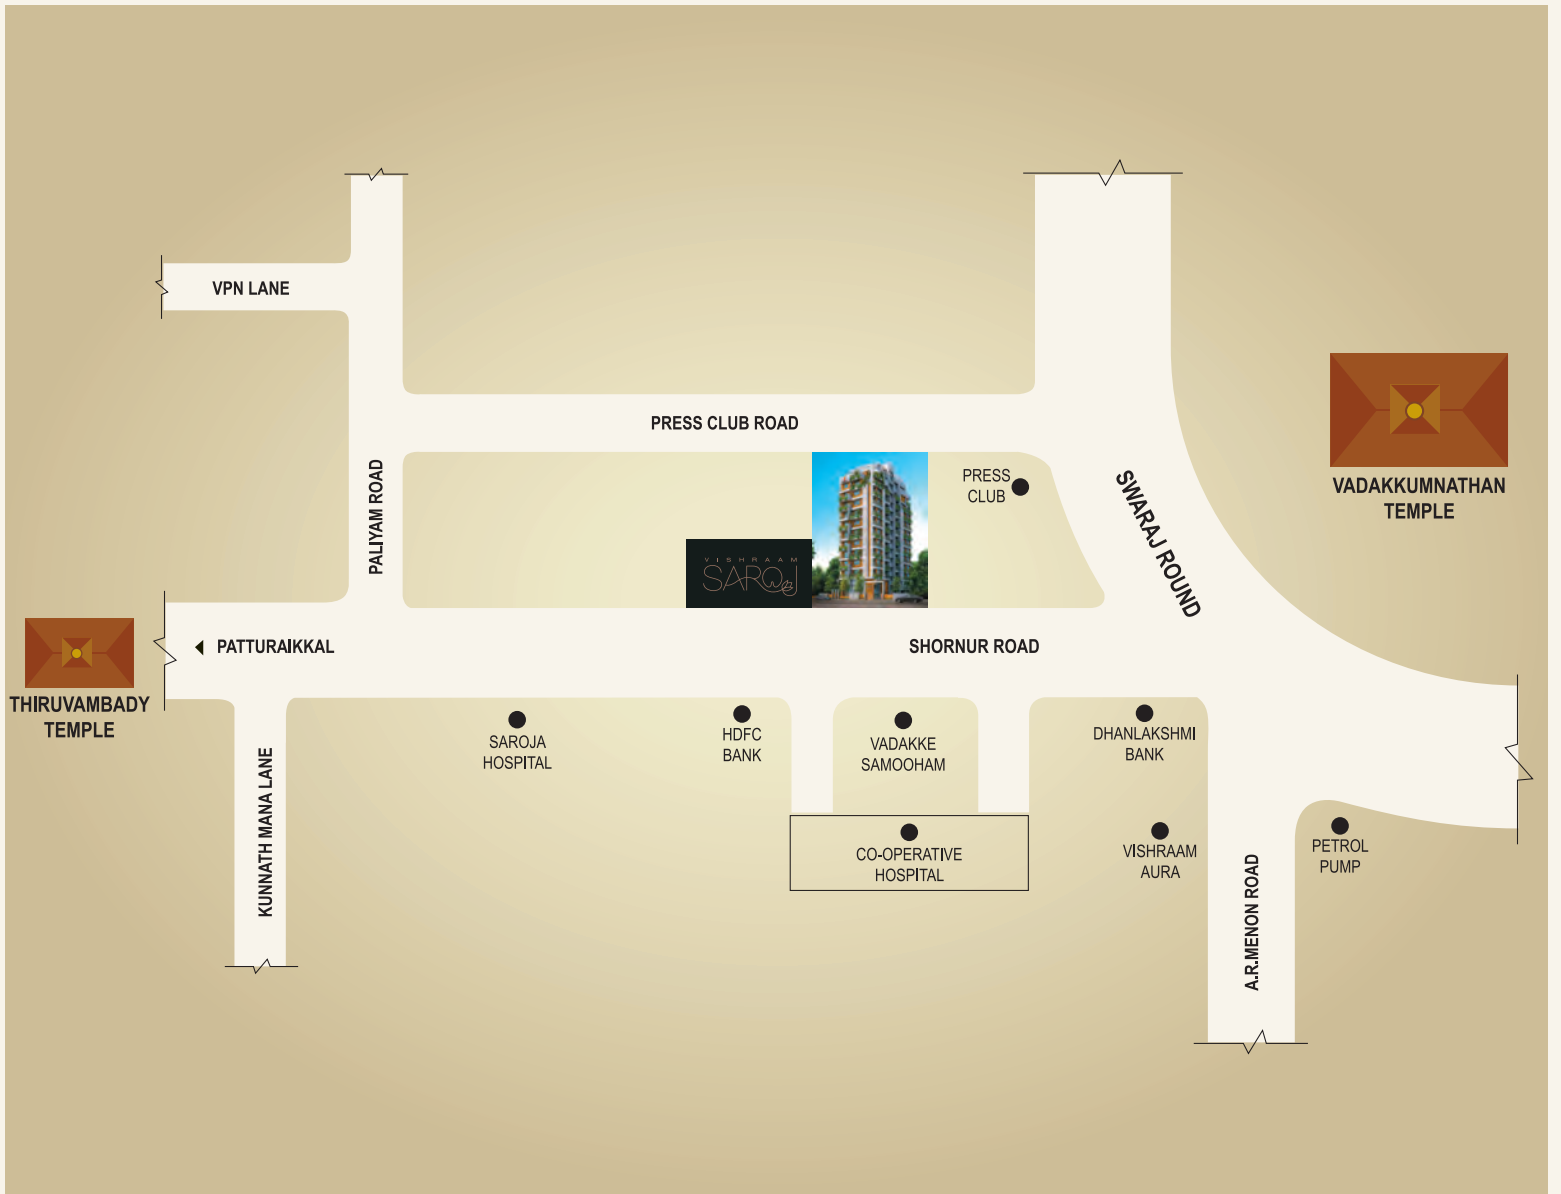 VPN LANE
PRESS CLUB ROAD
PALIYAM ROAD
PRESS
CLUB
SWARAJ ROUND
VADAKKUMNATHAN
TEMPLE
VISHRAAM
SAROJ
PATTURAIKKAL
SHORNUR ROAD
THIRUVAMBADY
TEMPLE
KUNNATH MANA LANE
SAROJA
HOSPITAL
HDFC
BANK
VADAKKE
SAMOOHAM
DHANLAKSHMI
BANK
CO-OPERATIVE
HOSPITAL
VISHRAAM
AURA
A.R.MENON ROAD
PETROL
PUMP